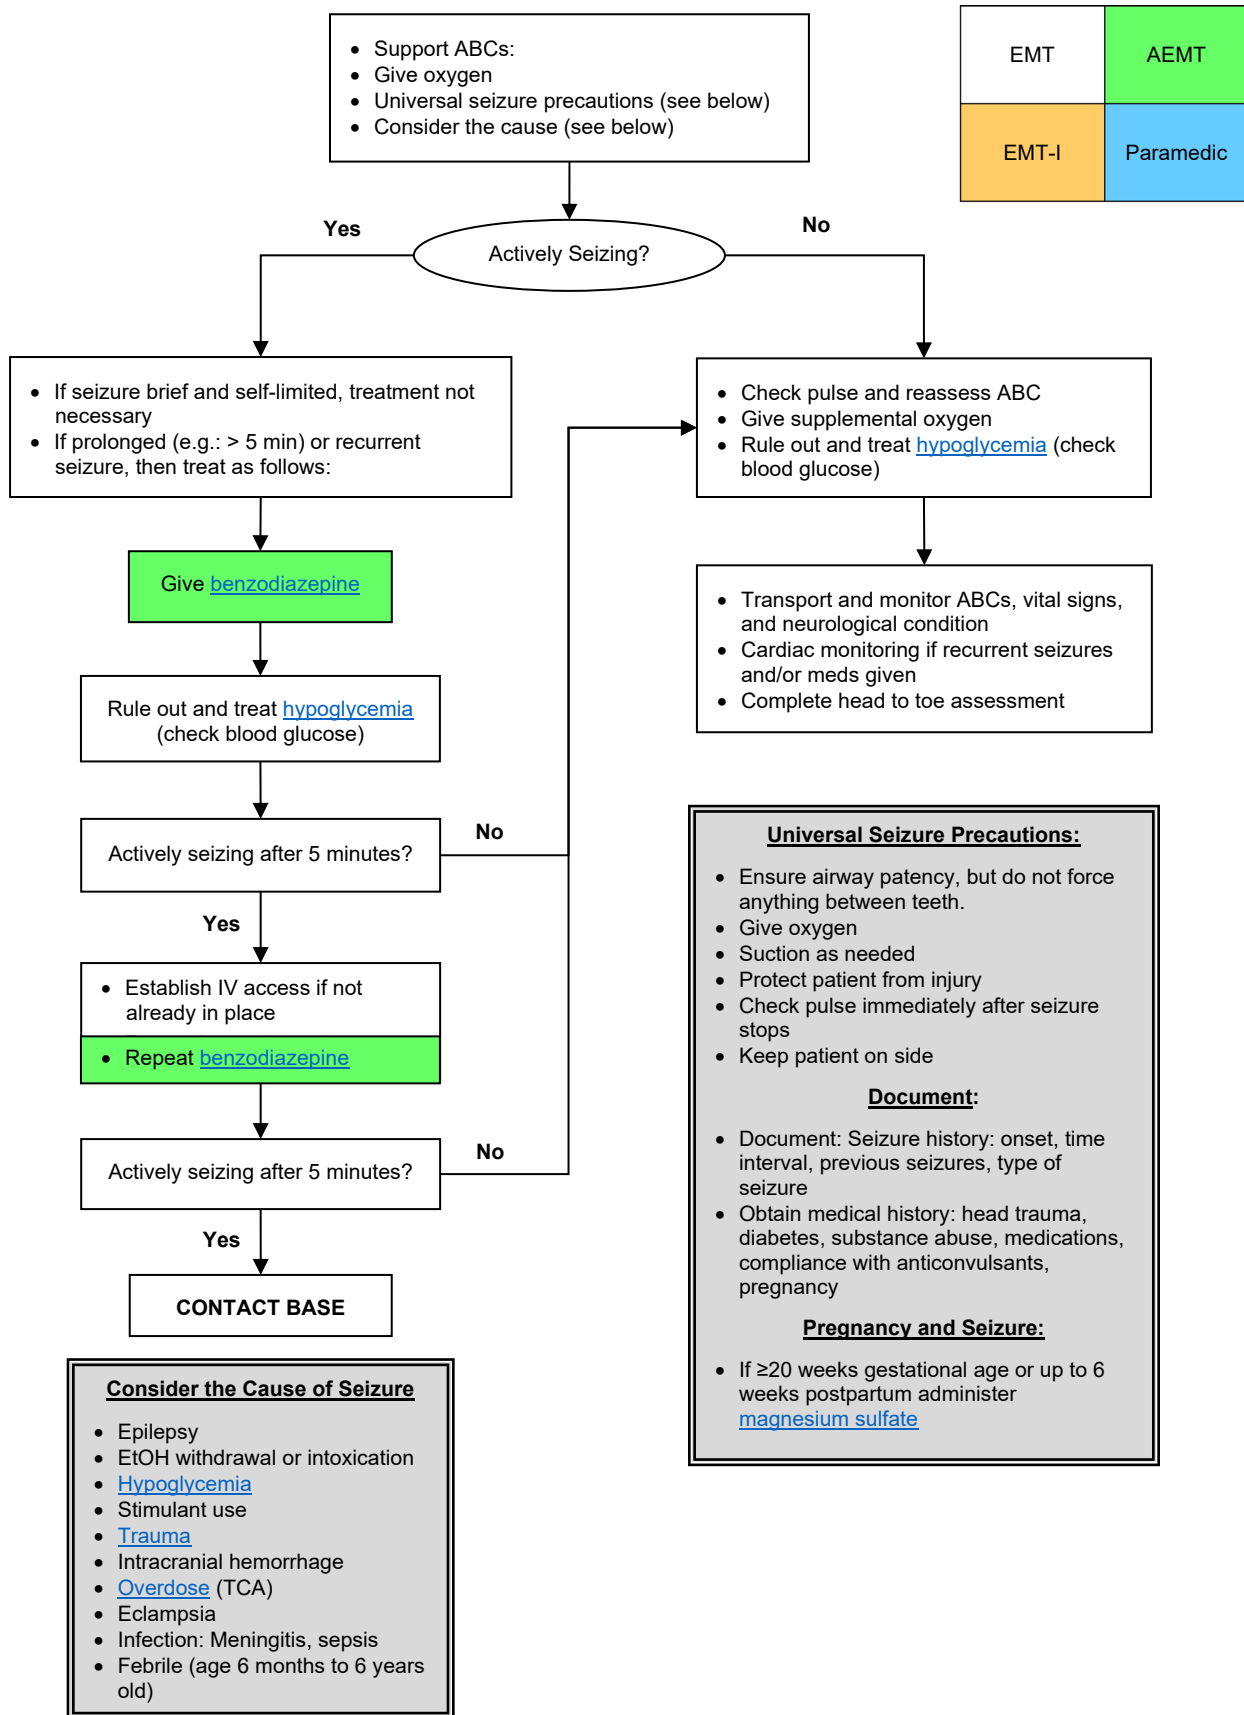 • Support ABCs:
• Give oxygen
• Universal seizure precautions (see below)
• Consider the cause (see below)
EMT
AEMT
EMT-I
Paramedic
Yes
No
Actively Seizing?
• If seizure brief and self-limited, treatment not
necessary
• If prolonged (e.g.: > 5 min) or recurrent
seizure, then treat as follows:
• Check pulse and reassess ABC
• Give supplemental oxygen
• Rule out and treat hypoglycemia (check
blood glucose)
Give benzodiazepine
• Transport and monitor ABCs, vital signs,
and neurological condition
• Cardiac monitoring if recurrent seizures
and/or meds given
• Complete head to toe assessment
Rule out and treat hypoglycemia
(check blood glucose)
Actively seizing after 5 minutes?
No
Yes
• Establish IV access if not
already in place
• Repeat benzodiazepine
Actively seizing after 5 minutes?
No
Yes
CONTACT BASE
Universal Seizure Precautions:
• Ensure airway patency, but do not force
anything between teeth.
• Give oxygen
• Suction as needed
• Protect patient from injury
• Check pulse immediately after seizure
stops
• Keep patient on side
Document:
• Document: Seizure history: onset, time
interval, previous seizures, type of
seizure
• Obtain medical history: head trauma,
diabetes, substance abuse, medications,
compliance with anticonvulsants,
pregnancy
Pregnancy and Seizure:
• If ≥20 weeks gestational age or up to 6
weeks postpartum administer
magnesium sulfate
Consider the Cause of Seizure
• Epilepsy
• EtOH withdrawal or intoxication
• Hypoglycemia
• Stimulant use
• Trauma
• Intracranial hemorrhage
• Overdose (TCA)
• Eclampsia
• Infection: Meningitis, sepsis
• Febrile (age 6 months to 6 years
old)